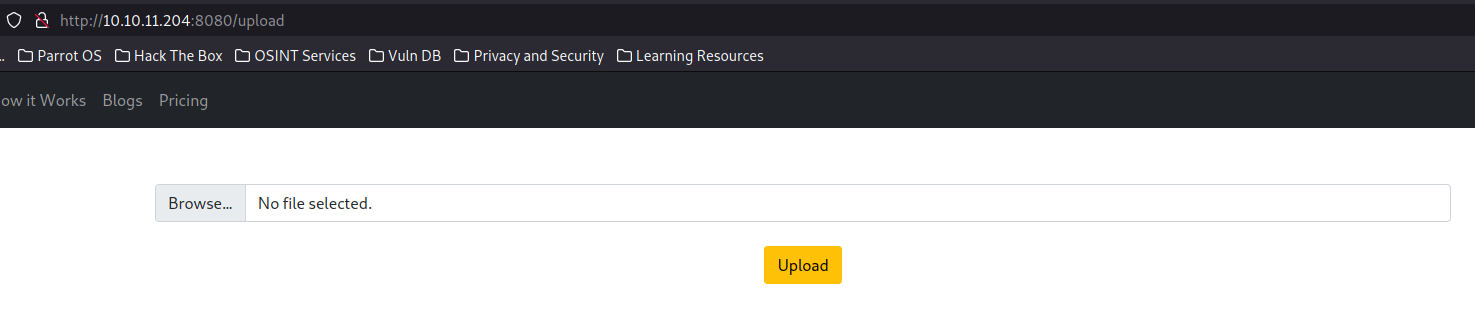 http://10.10.11.204:8080/upload
.. Parrot OS Hack The Box OSINT Services Vuln DB Privacy and Security Learning Resources
ow it Works Blogs Pricing
Browse... No file selected.
Upload